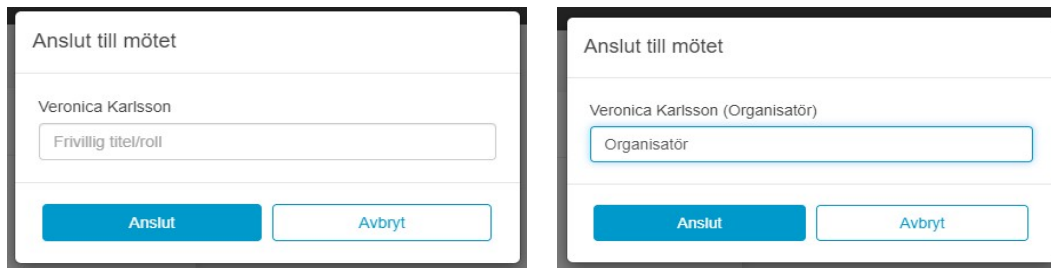 Anslut till mötet
Veronica Karlsson
Frivillig titel/roll
Anslut
Avbryt
Anslut till mötet
Veronica Karlsson (Organisatör)
Organisatör
Anslut
Avbryt